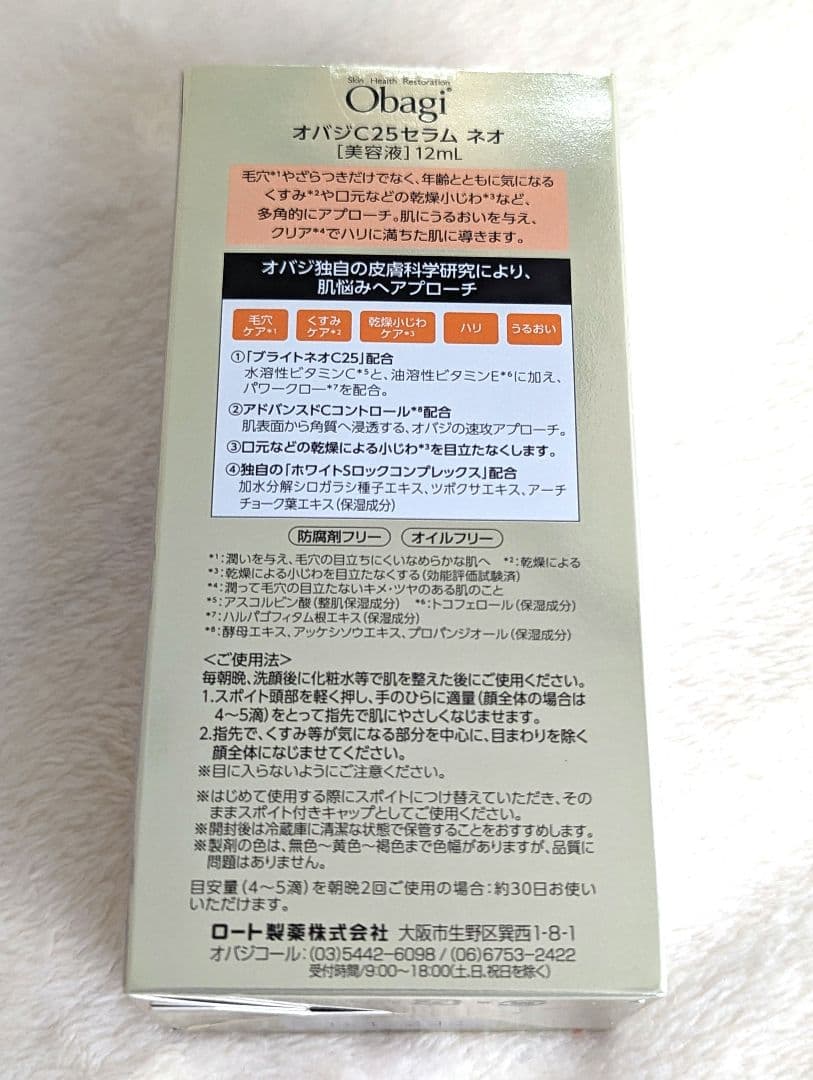 Skin Health Restoration
Obagi®
オバジC25セラム ネオ
[美容液] 12mL
毛穴*1やざらつきだけでなく、年齢とともに気になる
くすみ*2や口元などの乾燥小じわ*3など、
多角的にアプローチ。肌にうるおいを与え、
クリア*4でハリに満ちた肌に導きます。
オバジ独自の皮膚科学研究により、
肌悩みへアプローチ
毛穴ケア*1 くすみケア*2 乾燥小じわケア*3 ハリ うるおい
①「ブライトネオC25」配合
水溶性ビタミンC*5と、油溶性ビタミンE*6に加え、
パワークロー*7を配合。
②アドバンスドCコントロール*8配合
肌表面から角質へ浸透する、オバジの速攻アプローチ。
③口元などの乾燥による小じわ*3を目立たなくします。
④独自の「ホワイトSロックコンプレックス」配合
加水分解シロガラシ種子エキス、ツボクサエキス、アーチ
チョーク葉エキス(保湿成分)
防腐剤フリー オイルフリー
*1:潤いを与え、毛穴の目立ちにくいなめらかな肌へ *2:乾燥による
*3:乾燥による小じわを目立たなくする(効能評価試験済)
*4:潤って毛穴の目立たないキメ・ツヤのある肌のこと
*5:アスコルビン酸(整肌保湿成分) *6:トコフェロール(保湿成分)
*7:ハルパゴフィタム根エキス(保湿成分)
*8:酵母エキス、アッケシソウエキス、プロパンジオール(保湿成分)
<ご使用法>
毎朝晩、洗顔後に化粧水等で肌を整えた後にご使用ください。
1.スポイト頭部を軽く押し、手のひらに適量(顔全体の場合は
4〜5滴)をとって指先で肌にやさしくなじませます。
2.指先で、くすみ等が気になる部分を中心に、目まわりを除く
顔全体になじませてください。
※目に入らないようにご注意ください。
※はじめて使用する際にスポイトにつけ替えていただき、その
ままスポイト付きキャップとしてご使用ください。
※開封後は冷蔵庫に清潔な状態で保管することをおすすめします。
※製剤の色は、無色〜黄色〜褐色まで色幅がありますが、品質に
問題はありません。
目安量(4〜5滴)を朝晩2回ご使用の場合:約30日お使い
いただけます。
ロート製薬株式会社 大阪市生野区巽西1-8-1
オバジコール:(03)5442-6098/(06)6753-2422
受付時間/9:00〜18:00(土、日、祝日を除く)